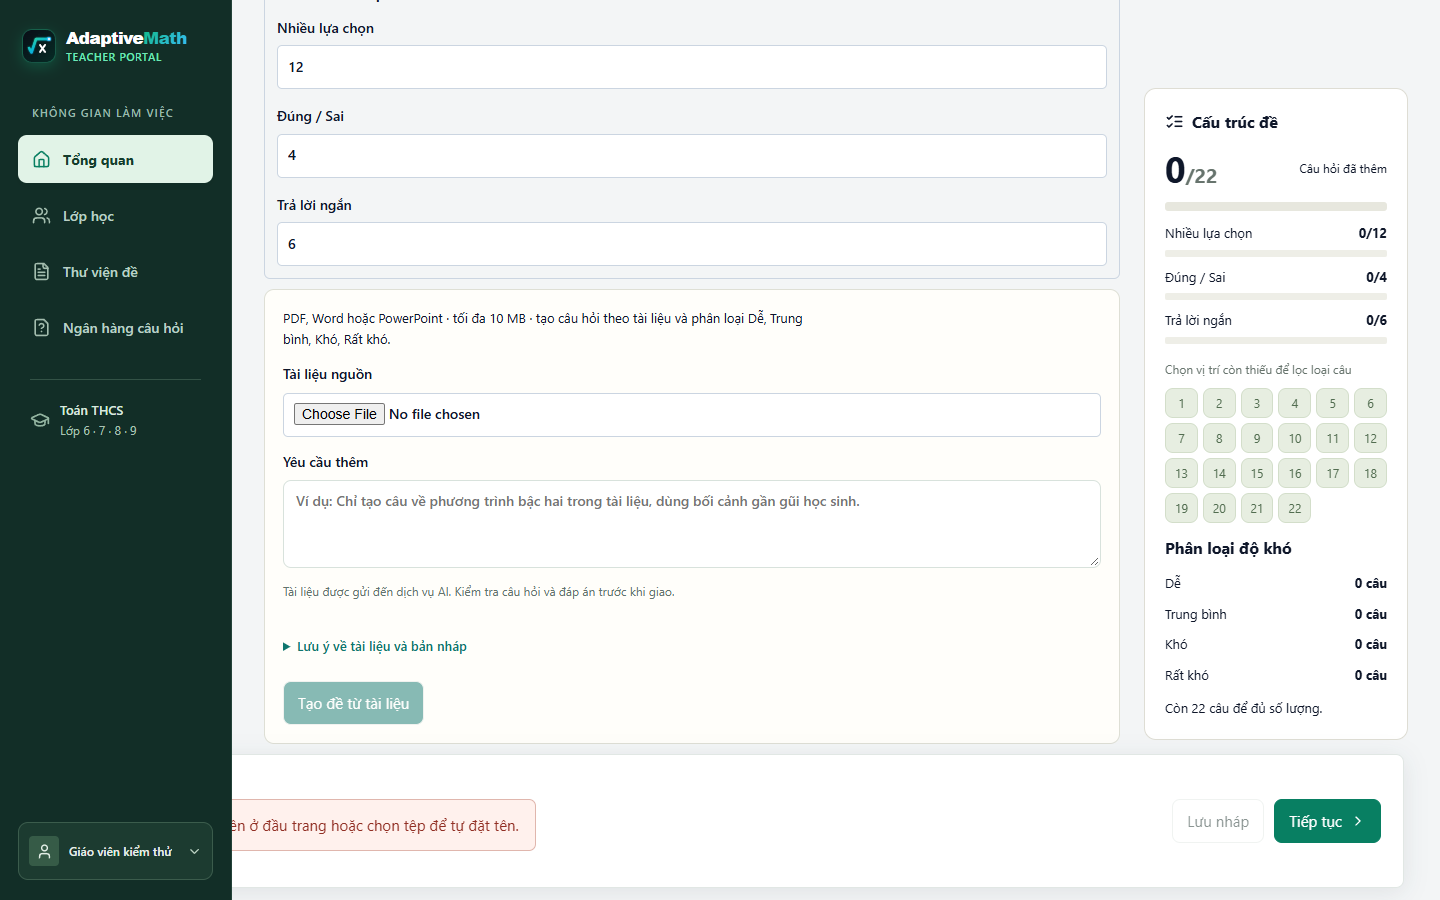 AdaptiveMath
TEACHER PORTAL
KHÔNG GIAN LÀM VIỆC
Tổng quan
Lớp học
Thư viện đề
Ngân hàng câu hỏi
Toán THCS
Lớp 6 · 7 · 8 · 9
Giáo viên kiểm thử
Nhiều lựa chọn
12
Đúng / Sai
4
Trả lời ngắn
6
PDF, Word hoặc PowerPoint · tối đa 10 MB · tạo câu hỏi theo tài liệu và phân loại Dễ, Trung
bình, Khó, Rất khó.
Tài liệu nguồn
Choose File No file chosen
Yêu cầu thêm
Ví dụ: Chỉ tạo câu về phương trình bậc hai trong tài liệu, dùng bối cảnh gần gũi học sinh.
Tài liệu được gửi đến dịch vụ AI. Kiểm tra câu hỏi và đáp án trước khi giao.
Lưu ý về tài liệu và bản nháp
Tạo đề từ tài liệu
ở đầu trang hoặc chọn tệp để tự đặt tên.
Lưu nháp
Tiếp tục
Cấu trúc đề
0/22 Câu hỏi đã thêm
Nhiều lựa chọn 0/12
Đúng / Sai 0/4
Trả lời ngắn 0/6
Chọn vị trí còn thiếu để lọc loại câu
1 2 3 4 5 6
7 8 9 10 11 12
13 14 15 16 17 18
19 20 21 22
Phân loại độ khó
Dễ 0 câu
Trung bình 0 câu
Khó 0 câu
Rất khó 0 câu
Còn 22 câu để đủ số lượng.